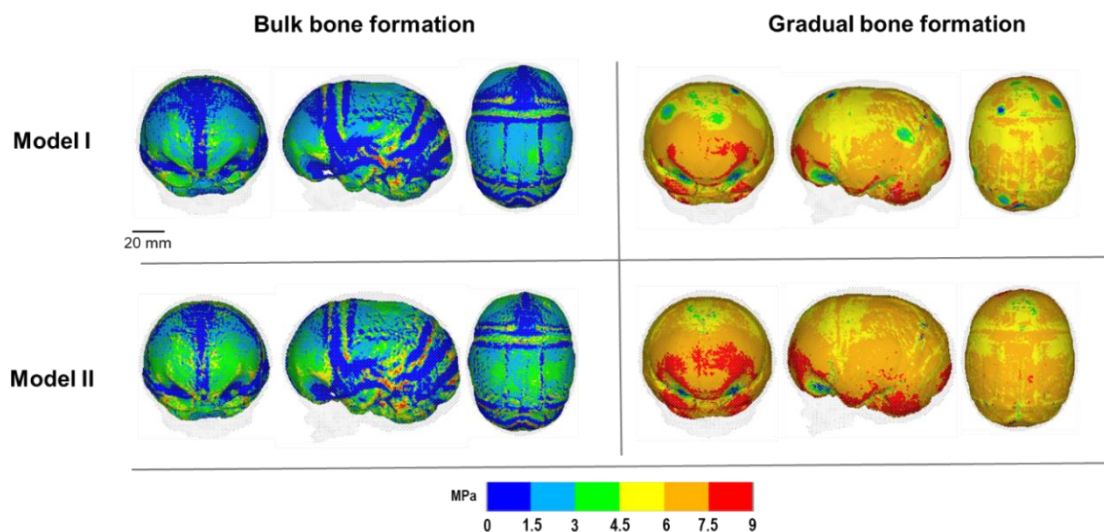 Bulk bone formation
Gradual bone formation
Model I
20 mm
Model II
MPa
0 1.5 3 4.5 6 7.5 9